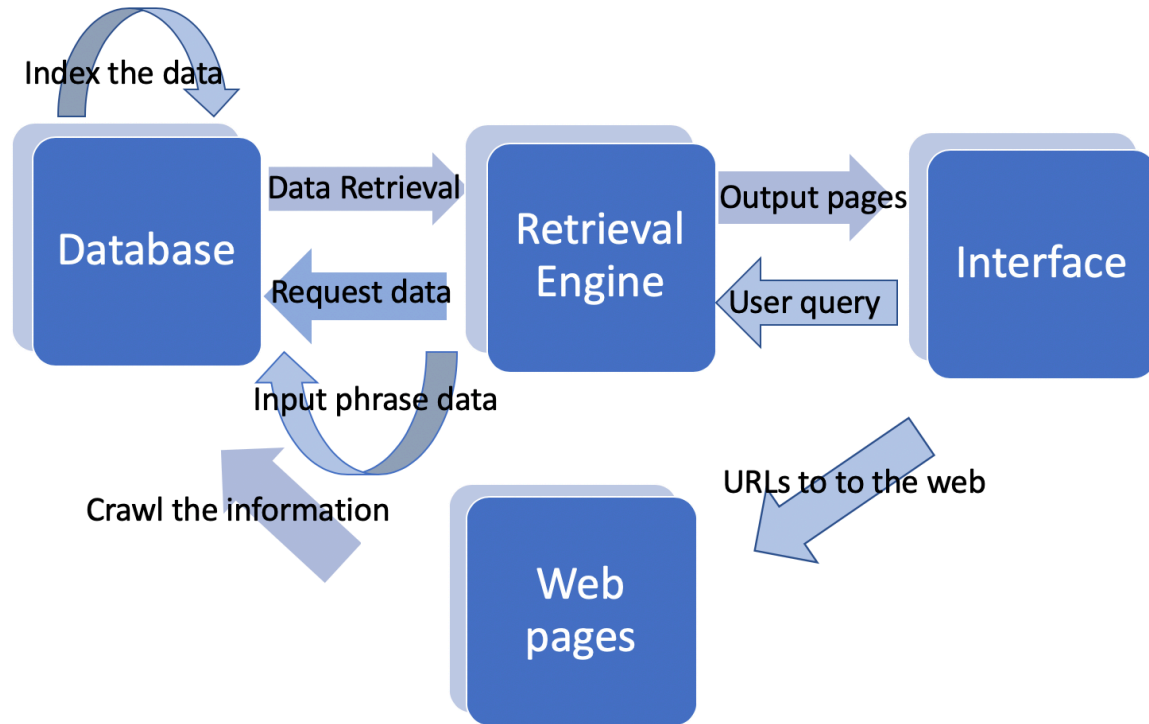 Index the data
Database
Data Retrieval
Request data
Retrieval
Engine
Output pages
User query
Interface
Input phrase data
Crawl the information
URLs to to the web
Web
pages